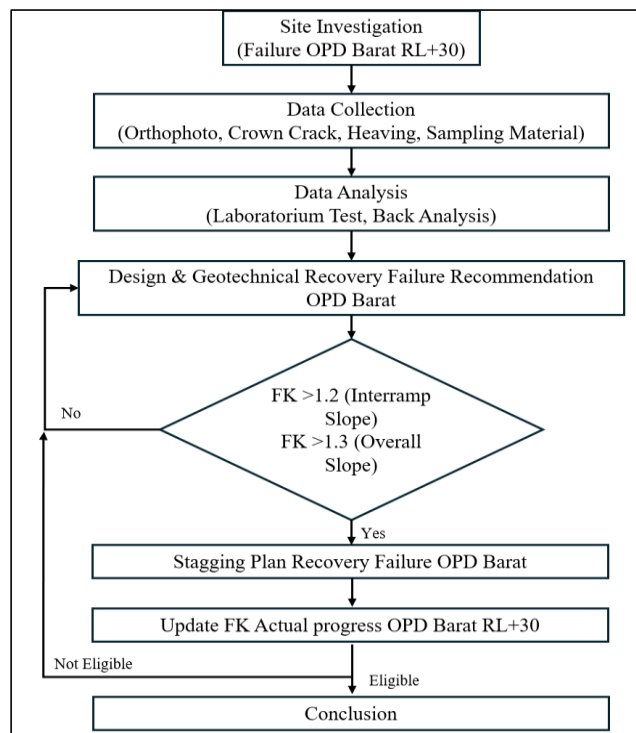 Site Investigation
(Failure OPD Barat RL+30)
Data Collection
(Orthophoto, Crown Crack, Heaving, Sampling Material)
Data Analysis
(Laboratorium Test, Back Analysis)
Design & Geotechnical Recovery Failure Recommendation
OPD Barat
FK >1.2 (Interramp
Slope)
FK >1.3 (Overall
Slope)
No
Yes
Stagging Plan Recovery Failure OPD Barat
Update FK Actual progress OPD Barat RL+30
Not Eligible
Eligible
Conclusion